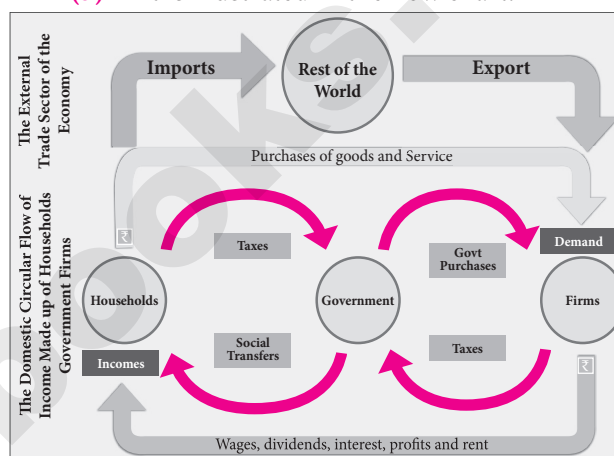 Imports
Rest of the
World
Export
The External
Trade Sector of the
Economy
Purchases of goods and Service
₹
Taxes
Govt
Purchases
Demand
Households
Government
Firms
The Domestic Circular Flow of
Income Made up of Households
Government Firms
Social
Transfers
Taxes
Incomes
₹
Wages, dividends, interest, profits and rent